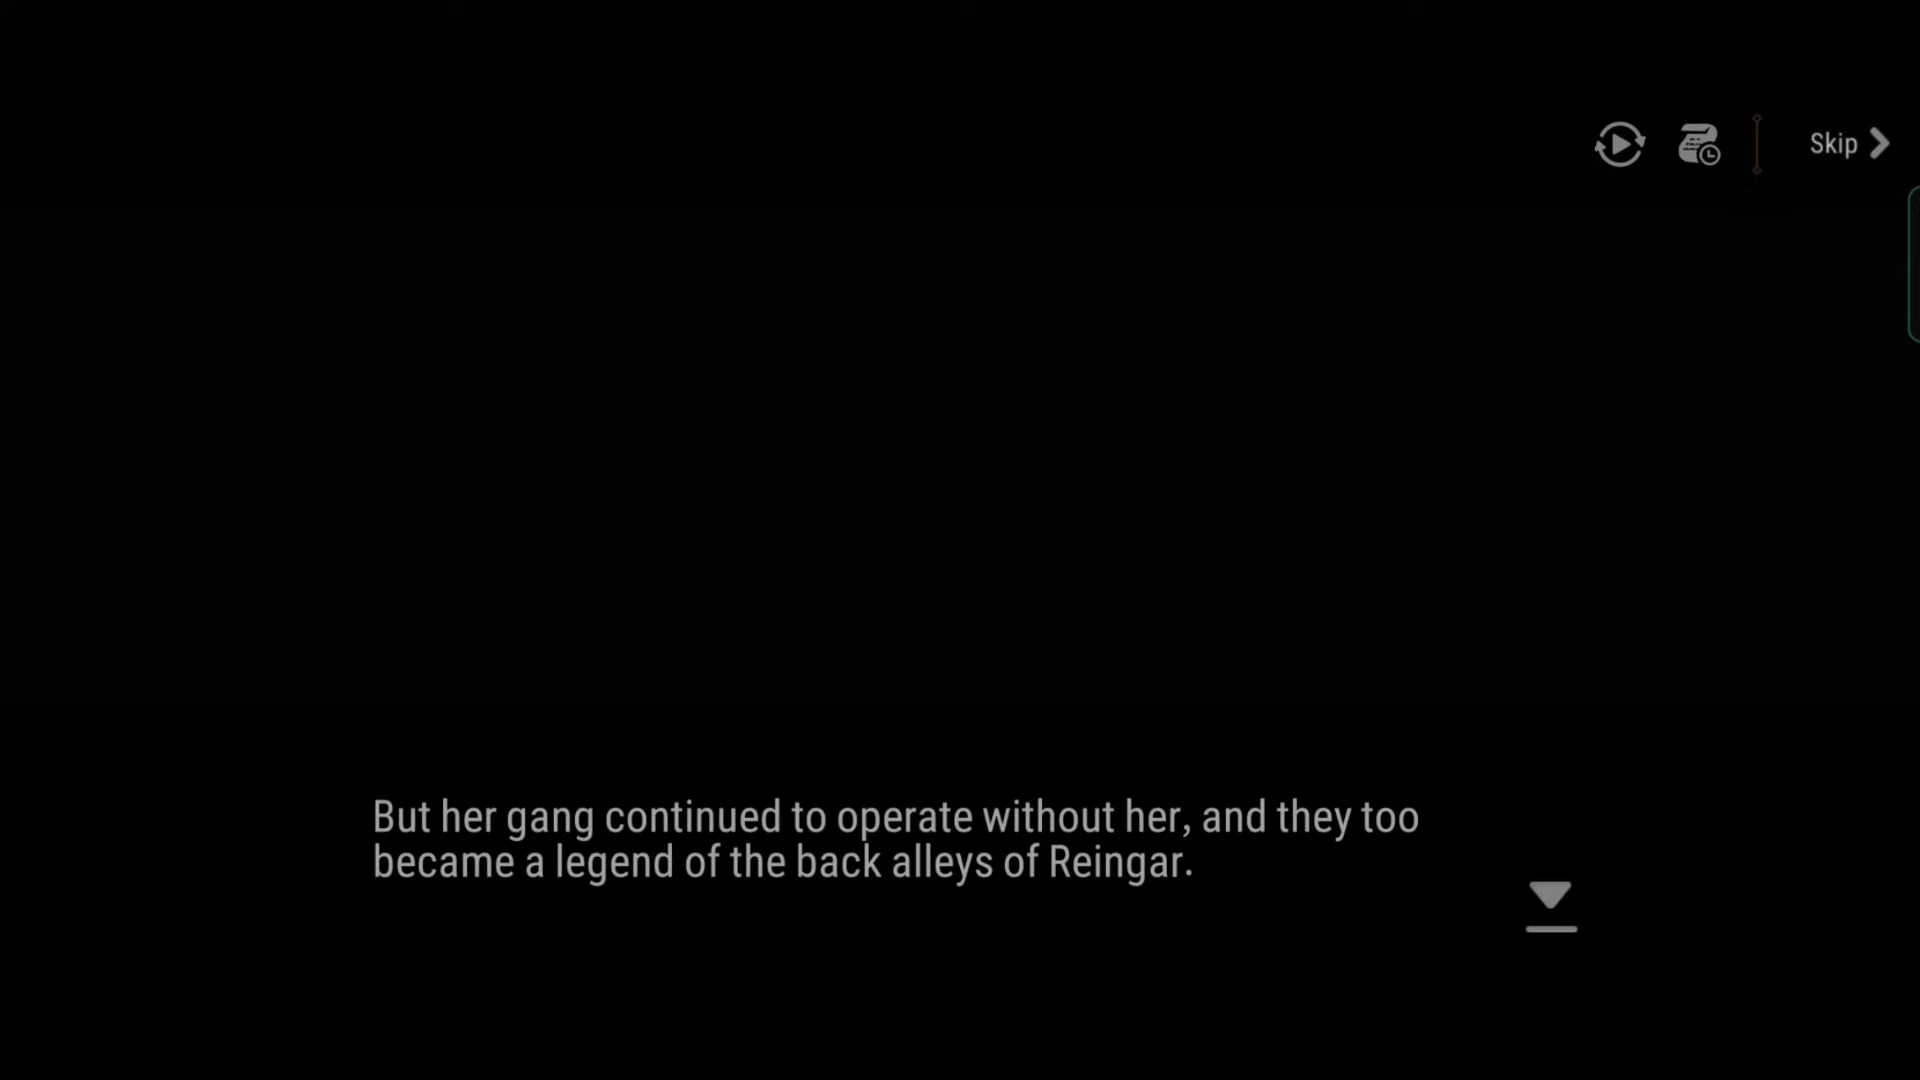 Skip
But her gang continued to operate without her, and they too
became a legend of the back alleys of Reingar.